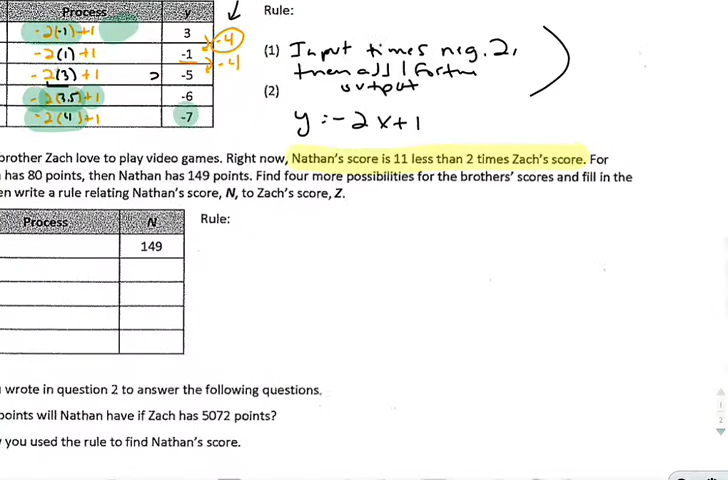 Process y
-2(-1)+1 3
-2(1)+1 -1
-2(3)+1 -5
-2(3.5)+1 -6
-2(4)+1 -7
-4
-4
Rule:
(1) Input times neg. 2,
then add 1 for the
output
(2)
y = -2x+1
brother Zach love to play video games. Right now, Nathan's score is 11 less than 2 times Zach's score. For
has 80 points, then Nathan has 149 points. Find four more possibilities for the brothers' scores and fill in the
en write a rule relating Nathan's score, N, to Zach's score, Z.
Process N
149
Rule:
wrote in question 2 to answer the following questions.
points will Nathan have if Zach has 5072 points?
you used the rule to find Nathan's score.
1
2